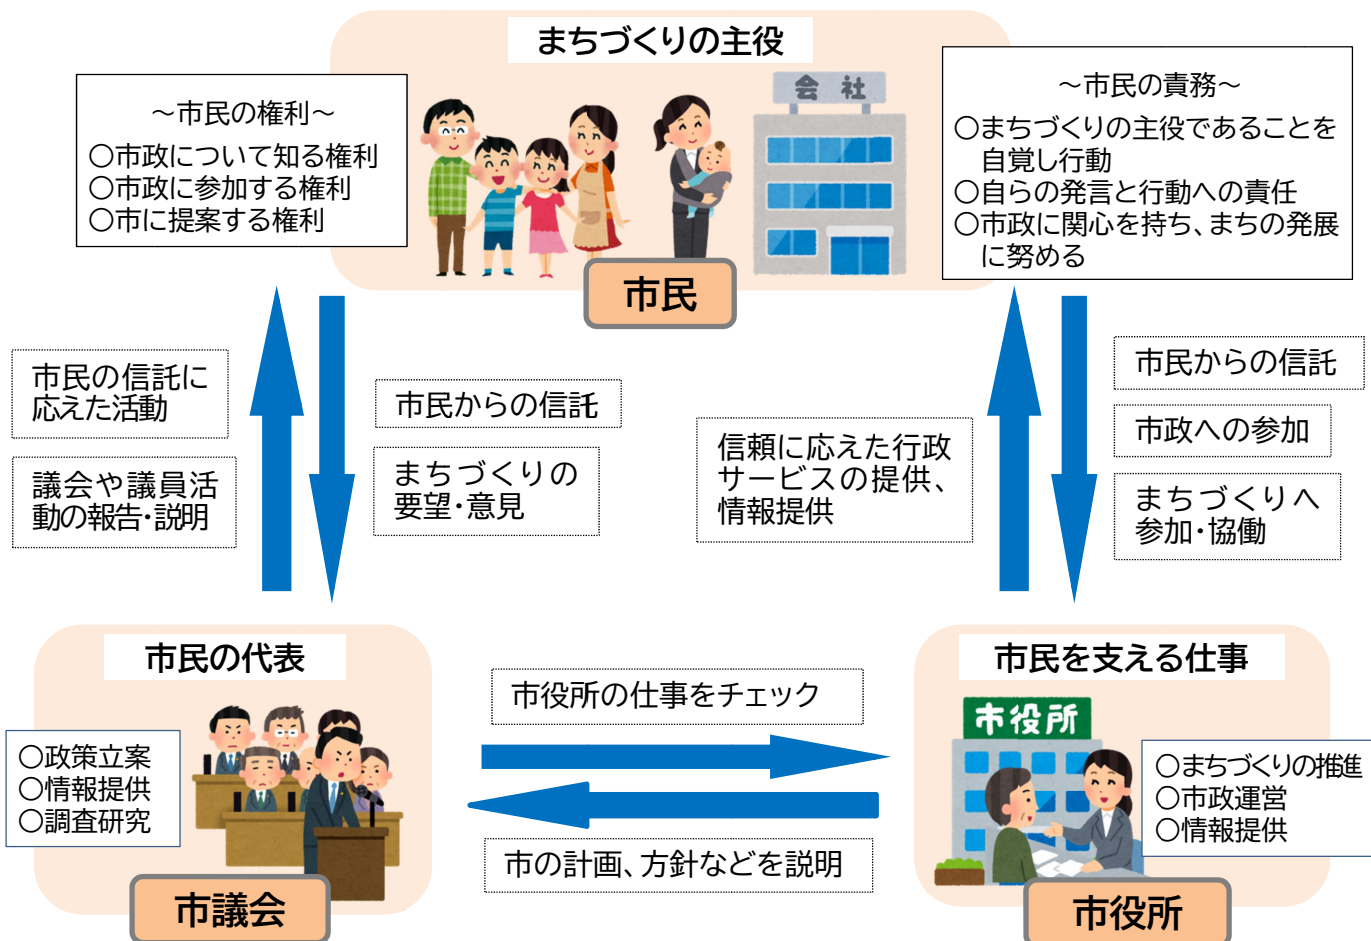 まちづくりの主役
～市民の権利～
〇市政について知る権利
〇市政に参加する権利
〇市に提案する権利
会社
～市民の責務～
〇まちづくりの主役であることを
自覚し行動
〇自らの発言と行動への責任
〇市政に関心を持ち、まちの発展
に努める
市民
市民の信託に
応えた活動
議会や議員活
動の報告・説明
市民からの信託
まちづくりの
要望・意見
信頼に応えた行政
サービスの提供、
情報提供
市民からの信託
市政への参加
まちづくりへ
参加・協働
市民の代表
〇政策立案
〇情報提供
〇調査研究
市議会
市役所の仕事をチェック
市の計画、方針などを説明
市民を支える仕事
市役所
〇まちづくりの推進
〇市政運営
〇情報提供
市役所